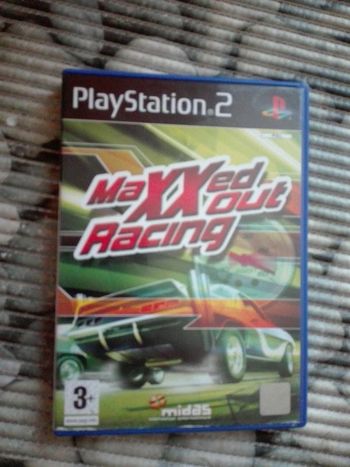 PlayStation.2
MaXXed
out
Racing
3+
midas